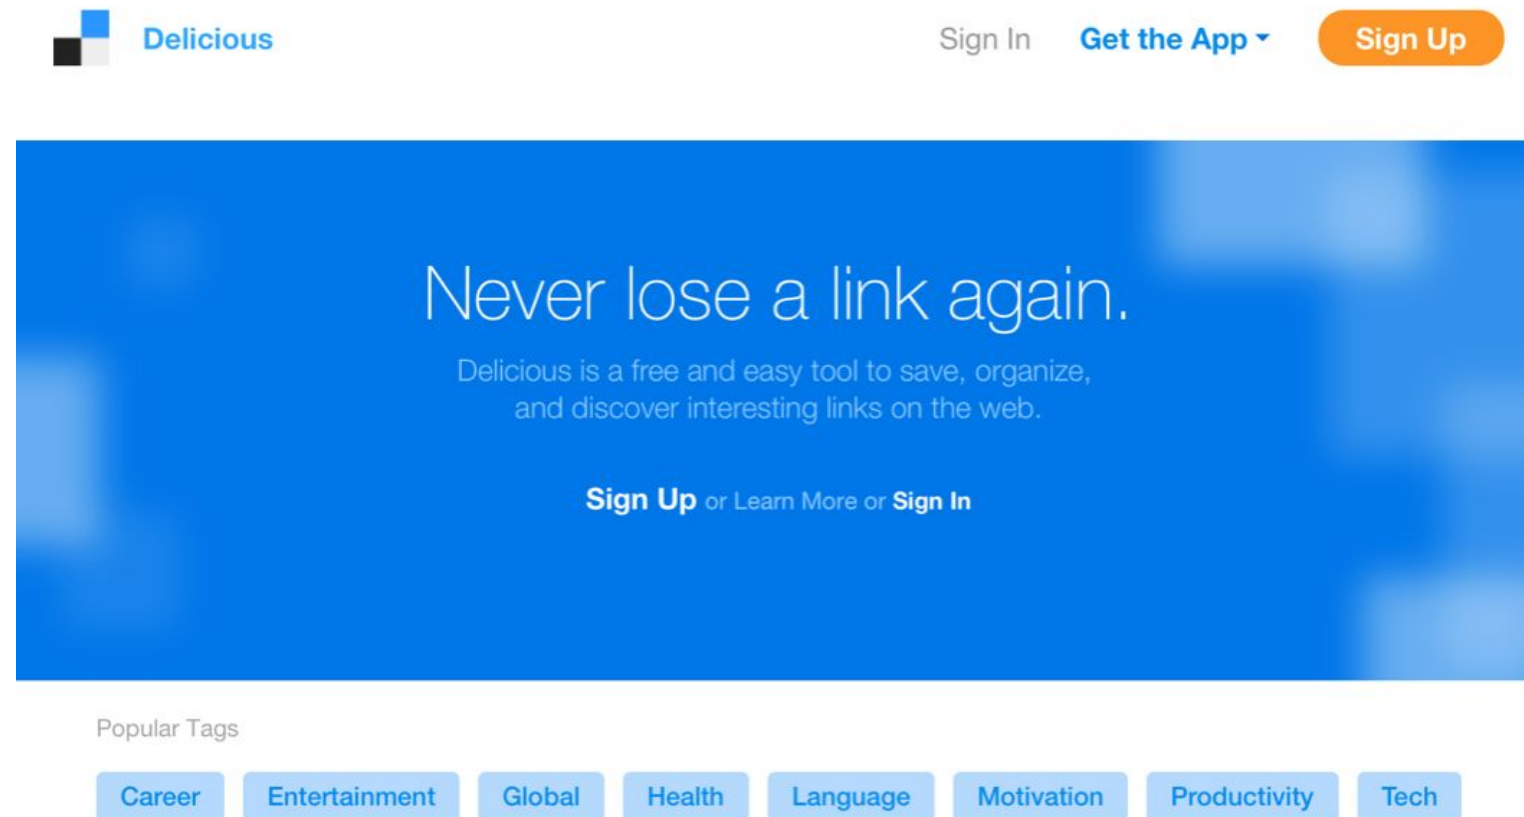 Delicious
Sign In
Get the App
Sign Up
Never lose a link again.
Delicious is a free and easy tool to save, organize,
and discover interesting links on the web.
Sign Up or Learn More or Sign In
Popular Tags
Career
Entertainment
Global
Health
Language
Motivation
Productivity
Tech